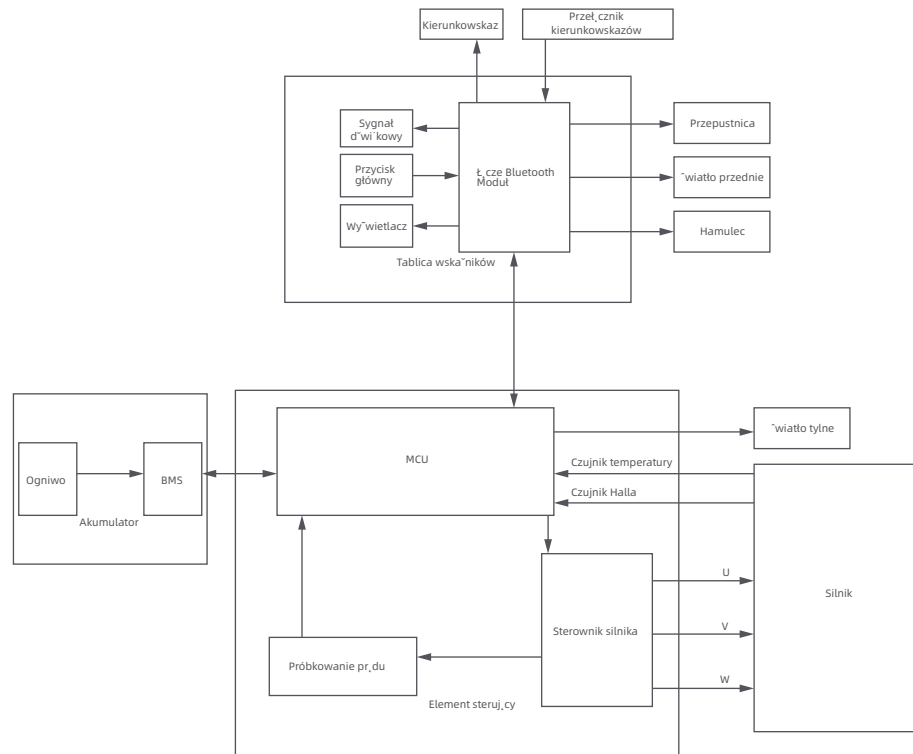 Kierunkowskaz
Przeł¸cznik
kierunkowskazów
Sygnał
d˘wi˙kowy
Przycisk
główny
Wy˘wietlacz
Ł¸cze Bluetooth
Moduł
Przepustnica
˘wiatło przednie
Hamulec
Tablica wska˘ników
MCU
˘wiatło tylne
Czujnik temperatury
Czujnik Halla
Ogniwo
BMS
Akumulator
U
V
W
Silnik
Sterownik silnika
Próbkowanie pr¸du
Element steruj¸cy